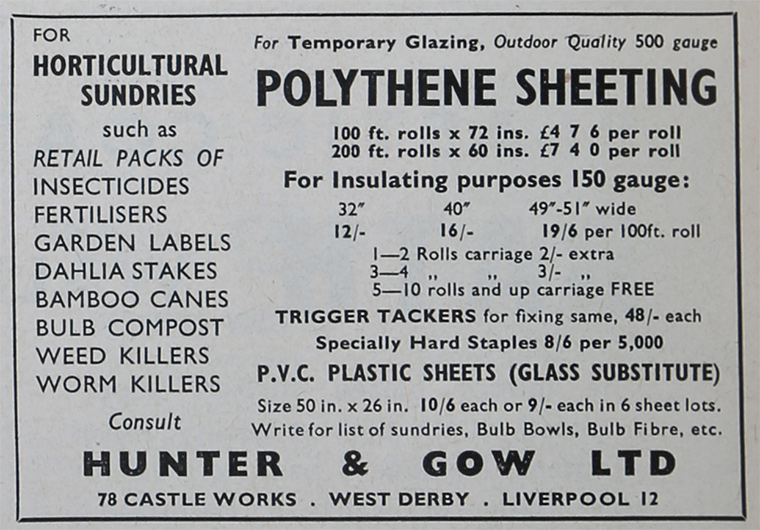 FOR
HORTICULTURAL
SUNDRIES
such as
RETAIL PACKS OF
INSECTICIDES
FERTILISERS
GARDEN LABELS
DAHLIA STAKES
BAMBOO CANES
BULB COMPOST
WEED KILLERS
WORM KILLERS
Consult
For Temporary Glazing, Outdoor Quality 500 gauge
POLYTHENE SHEETING
100 ft. rolls x 72 ins. £4 7 6 per roll
200 ft. rolls x 60 ins. £7 4 0 per roll
For Insulating purposes 150 gauge:
32″ 40″ 49″-51″ wide
12/- 16/- 19/6 per 100ft. roll
1—2 Rolls carriage 2/- extra
3—4 ,, ,, 3/- ,,
5—10 rolls and up carriage FREE
TRIGGER TACKERS for fixing same, 48/- each
Specially Hard Staples 8/6 per 5,000
P.V.C. PLASTIC SHEETS (GLASS SUBSTITUTE)
Size 50 in. x 26 in. 10/6 each or 9/- each in 6 sheet lots.
Write for list of sundries, Bulb Bowls, Bulb Fibre, etc.
HUNTER & GOW LTD
78 CASTLE WORKS . WEST DERBY . LIVERPOOL 12